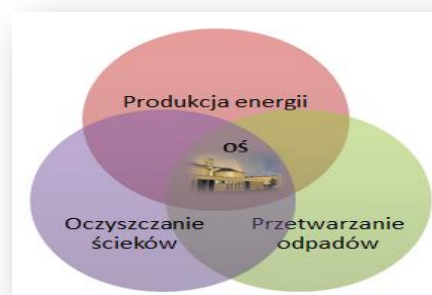 Produkcja energii
oś
Oczyszczanie
ścieków
Przetwarzanie
odpadów